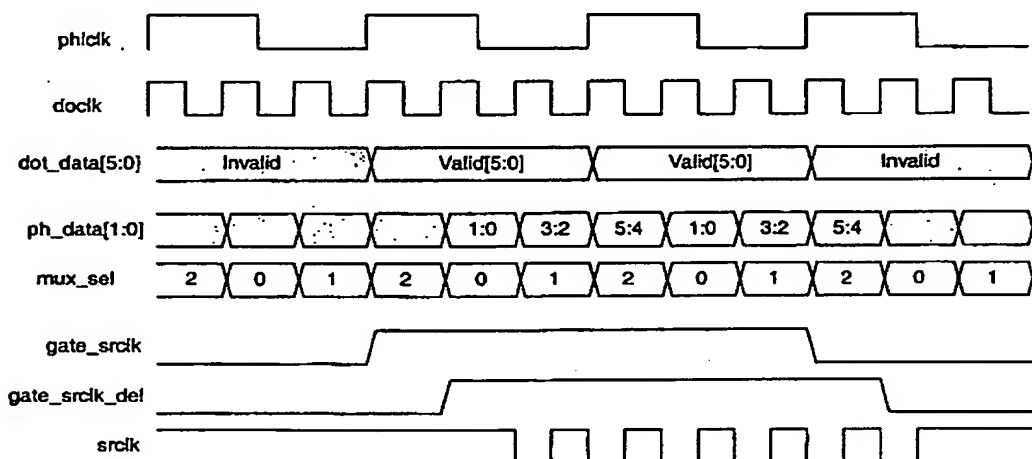 phiclk
doclk
dot_data[5:0] Invalid Valid[5:0] Valid[5:0] Invalid
ph_data[1:0] 1:0 3:2 5:4 1:0 3:2 5:4
mux_sel 2 0 1 2 0 1 2 0 1 2 0 1
gate_srclk
gate_srclk_del
srclk